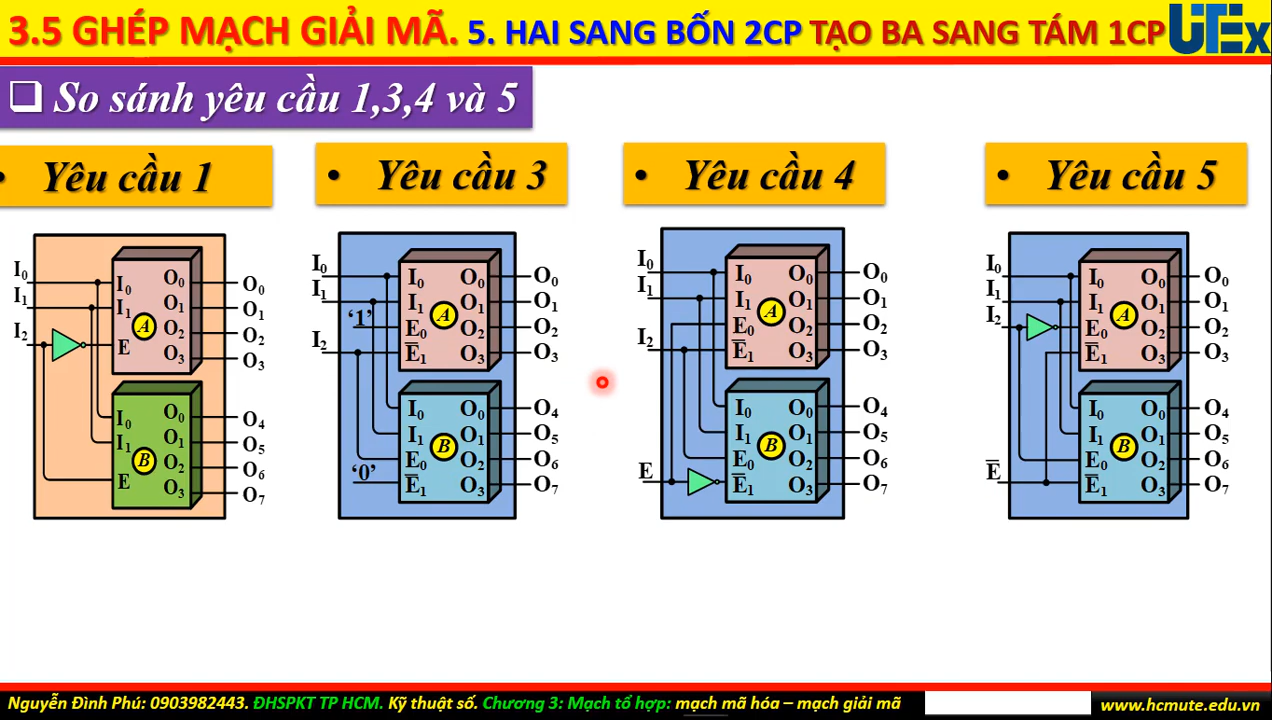 3.5 GHÉP MẠCH GIẢI MÃ. 5. HAI SANG BỐN 2CP TẠO BA SANG TÁM 1CP UTEx
❑ So sánh yêu cầu 1,3,4 và 5
• Yêu cầu 1
I₀ I₁ I₂
I₀ I₁ E
A
O₀ O₁ O₂ O₃
O₀ O₁ O₂ O₃
I₀ I₁ E
B
O₀ O₁ O₂ O₃
O₄ O₅ O₆ O₇
• Yêu cầu 3
I₀ I₁ ‘1’ I₂ ‘0’
I₀ I₁ E₀ E̅₁
A
O₀ O₁ O₂ O₃
O₀ O₁ O₂ O₃
I₀ I₁ E₀ E̅₁
B
O₀ O₁ O₂ O₃
O₄ O₅ O₆ O₇
• Yêu cầu 4
I₀ I₁ I₂ E
I₀ I₁ E₀ E̅₁
A
O₀ O₁ O₂ O₃
O₀ O₁ O₂ O₃
I₀ I₁ E₀ E̅₁
B
O₀ O₁ O₂ O₃
O₄ O₅ O₆ O₇
• Yêu cầu 5
I₀ I₁ I₂ E̅
I₀ I₁ E₀ E̅₁
A
O₀ O₁ O₂ O₃
O₀ O₁ O₂ O₃
I₀ I₁ E₀ E̅₁
B
O₀ O₁ O₂ O₃
O₄ O₅ O₆ O₇
Nguyễn Đình Phú: 0903982443. ĐHSPKT TP HCM. Kỹ thuật số. Chương 3: Mạch tổ hợp: mạch mã hóa – mạch giải mã
www.hcmute.edu.vn